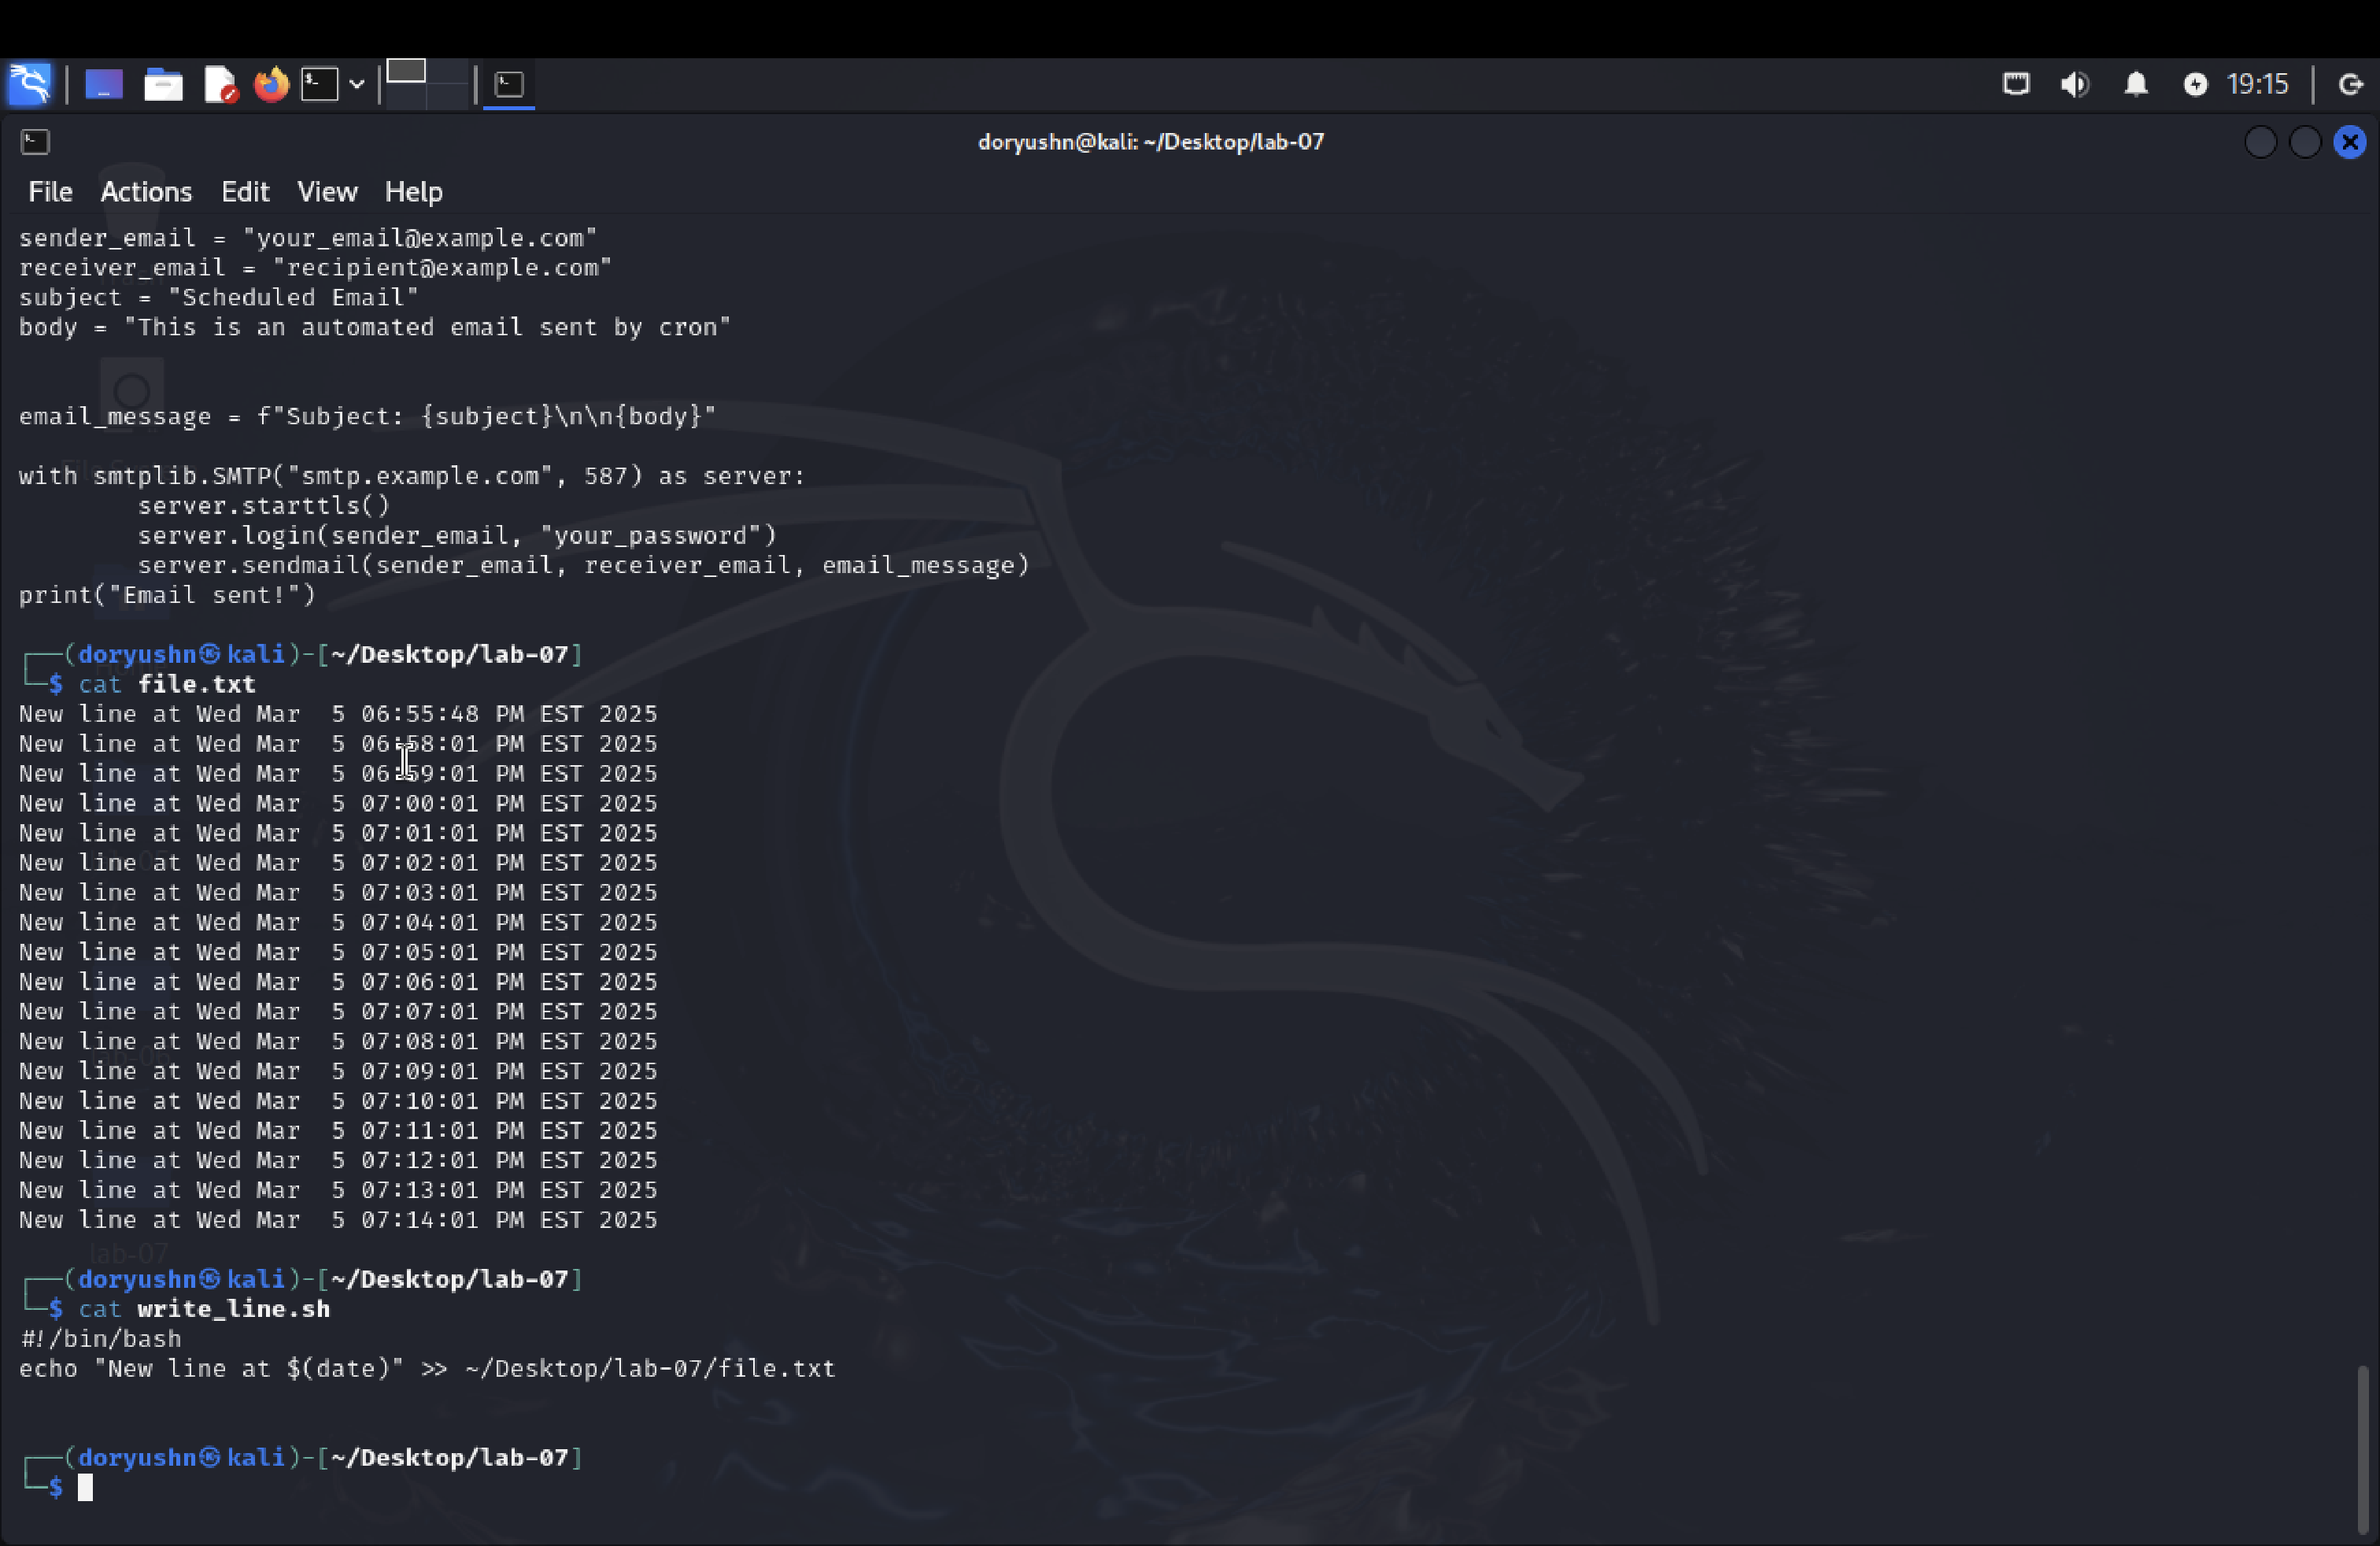 19:15
doryushn@kali: ~/Desktop/lab-07
File Actions Edit View Help
sender_email = "your_email@example.com"
receiver_email = "recipient@example.com"
subject = "Scheduled Email"
body = "This is an automated email sent by cron"
email_message = f"Subject: {subject}\n\n{body}"
with smtplib.SMTP("smtp.example.com", 587) as server:
        server.starttls()
        server.login(sender_email, "your_password")
        server.sendmail(sender_email, receiver_email, email_message)
print("Email sent!")
┌──(doryushn㉿kali)-[~/Desktop/lab-07]
└─$ cat file.txt
New line at Wed Mar  5 06:55:48 PM EST 2025
New line at Wed Mar  5 06:58:01 PM EST 2025
New line at Wed Mar  5 06:59:01 PM EST 2025
New line at Wed Mar  5 07:00:01 PM EST 2025
New line at Wed Mar  5 07:01:01 PM EST 2025
New line at Wed Mar  5 07:02:01 PM EST 2025
New line at Wed Mar  5 07:03:01 PM EST 2025
New line at Wed Mar  5 07:04:01 PM EST 2025
New line at Wed Mar  5 07:05:01 PM EST 2025
New line at Wed Mar  5 07:06:01 PM EST 2025
New line at Wed Mar  5 07:07:01 PM EST 2025
New line at Wed Mar  5 07:08:01 PM EST 2025
New line at Wed Mar  5 07:09:01 PM EST 2025
New line at Wed Mar  5 07:10:01 PM EST 2025
New line at Wed Mar  5 07:11:01 PM EST 2025
New line at Wed Mar  5 07:12:01 PM EST 2025
New line at Wed Mar  5 07:13:01 PM EST 2025
New line at Wed Mar  5 07:14:01 PM EST 2025
lab-07
┌──(doryushn㉿kali)-[~/Desktop/lab-07]
└─$ cat write_line.sh
#!/bin/bash
echo "New line at $(date)" >> ~/Desktop/lab-07/file.txt
┌──(doryushn㉿kali)-[~/Desktop/lab-07]
└─$